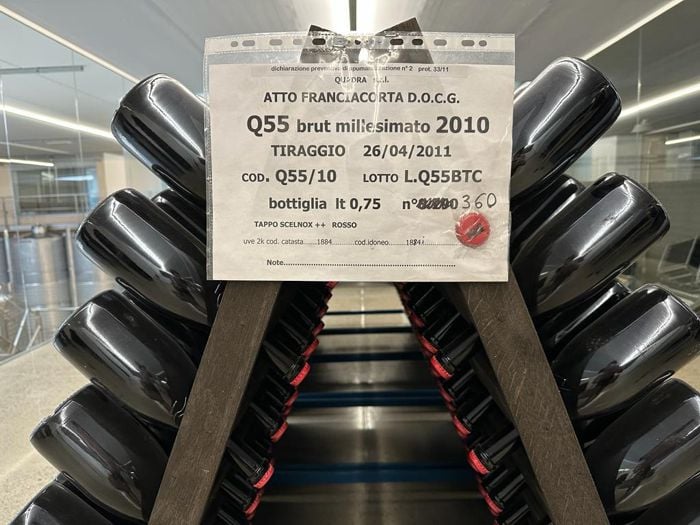 dichiarazione preventiva di spumantizzazione n° 2 prot. 33/11
QUADRA s.r.l.
ATTO FRANCIACORTA D.O.C.G.
Q55 brut millesimato 2010
TIRAGGIO 26/04/2011
COD. Q55/10 LOTTO L.Q55BTC
bottiglia lt 0,75 n° 360
TAPPO SCELNOX ++ ROSSO
uve 2k cod. catasta ......1884...... cod idoneo ......
Note..................................................